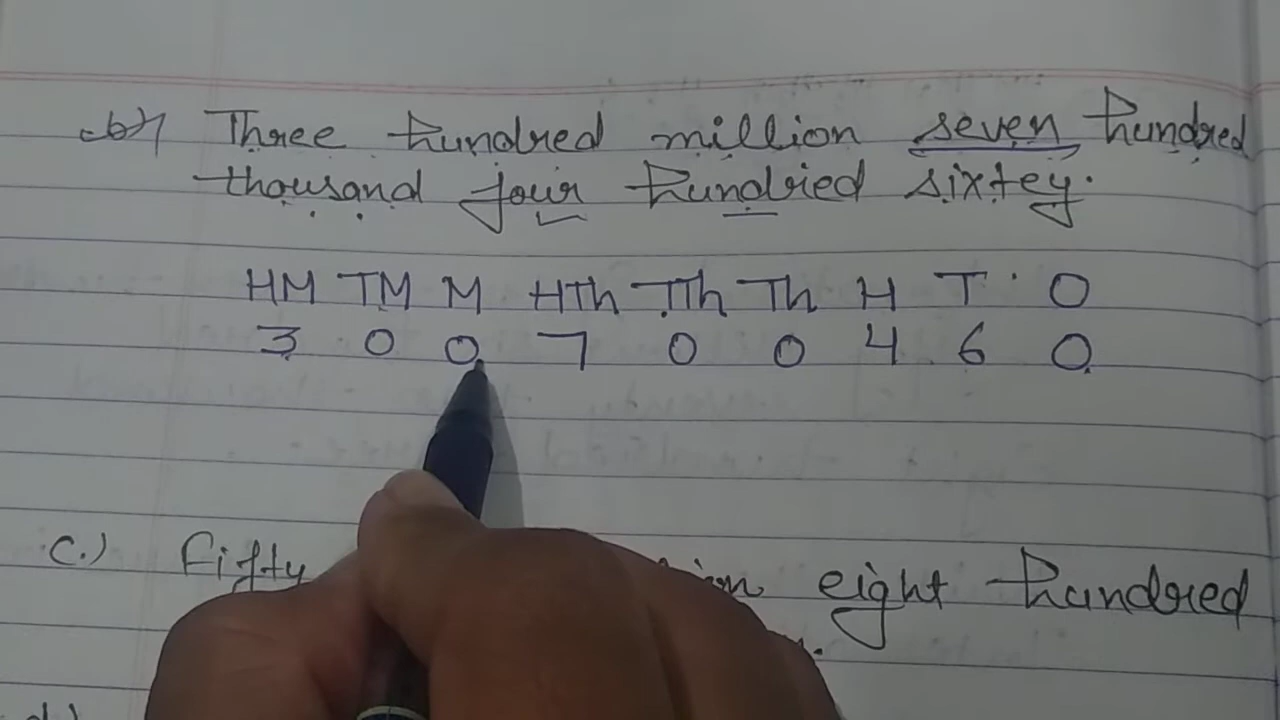 b) Three hundred million seven hundred
thousand four hundried sixtey.
HM TM M HTh TTh Th H T O
3 0 0 7 0 0 4 6 0
c.) Fifty eight hundred